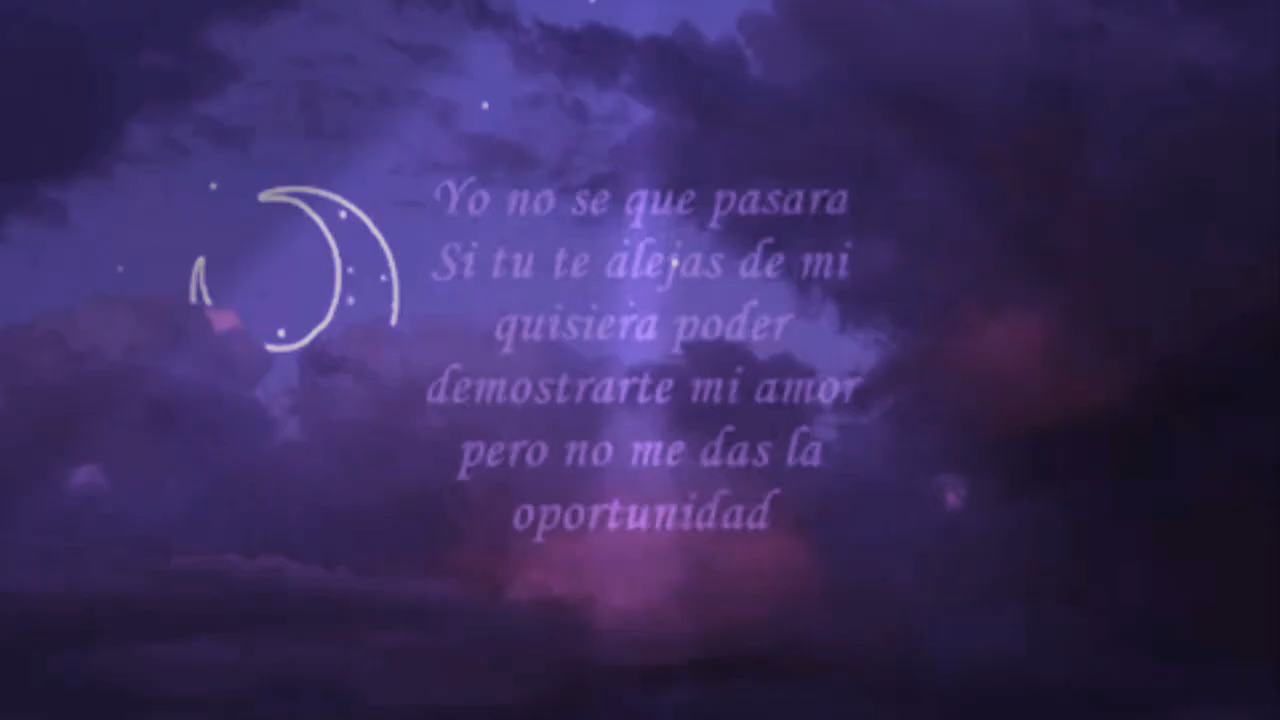 Yo no se que pasara
Si tu te alejas de mi
quisiera poder
demostrarte mi amor
pero no me das la
oportunidad